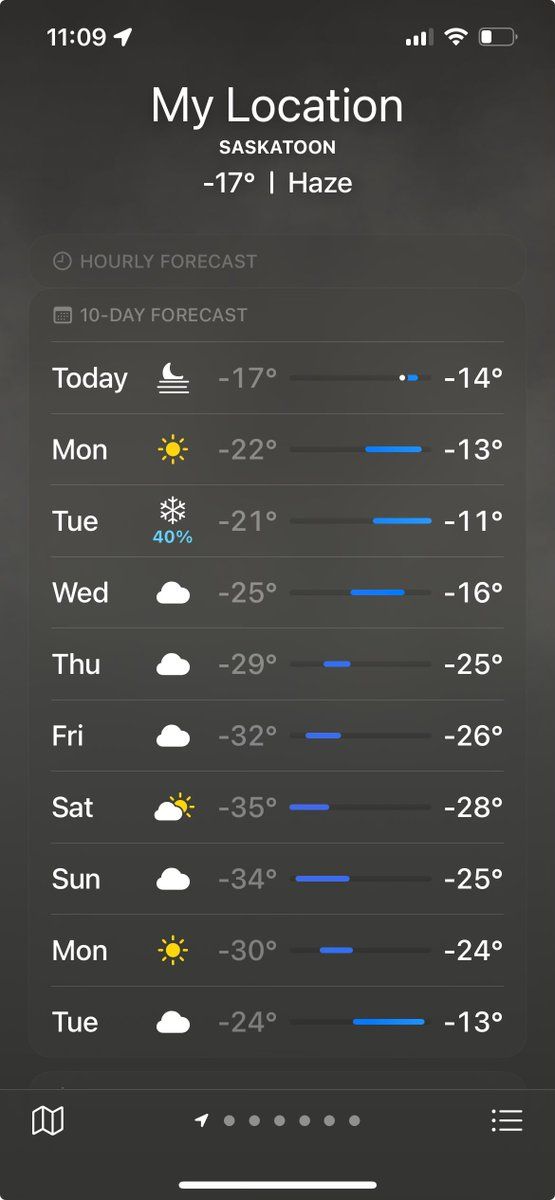 11:09
My Location
SASKATOON
-17° | Haze
HOURLY FORECAST
10-DAY FORECAST
Today -17° -14°
Mon -22° -13°
Tue 40% -21° -11°
Wed -25° -16°
Thu -29° -25°
Fri -32° -26°
Sat -35° -28°
Sun -34° -25°
Mon -30° -24°
Tue -24° -13°